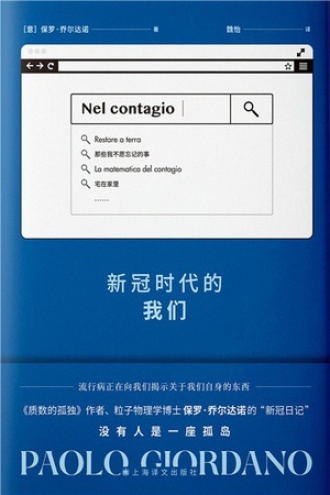 [意] 保罗·乔尔达诺 著 魏怡 译
Nel contagio
Restare a terra
那些我不愿忘记的事
La matematica del contagio
宅在家里
......
新冠时代的
我们
流行病正在向我们揭示关于我们自身的东西
《质数的孤独》作者、粒子物理学博士 保罗·乔尔达诺的“新冠日记”
没有人是一座孤岛
PAOLO GIORDANO
上海译文出版社